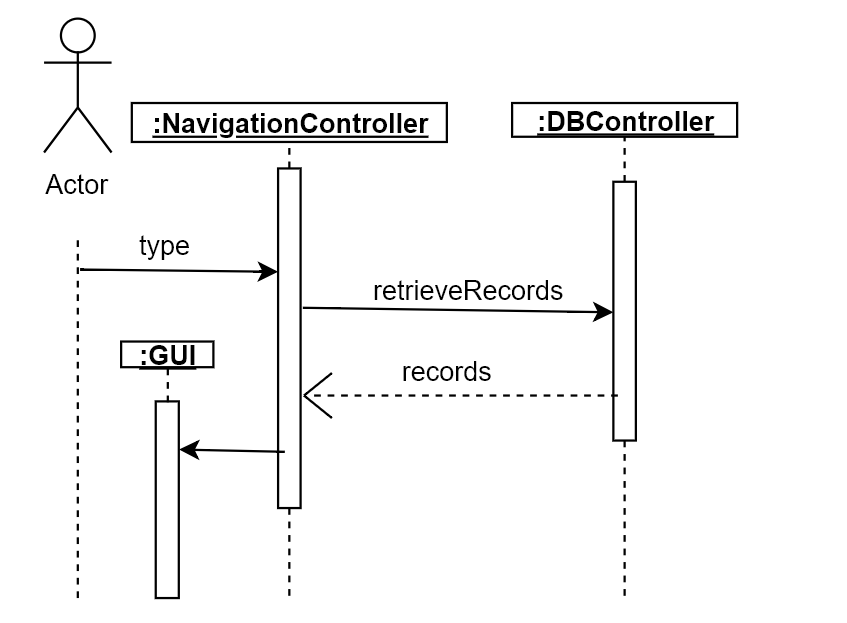 :NavigationController
:DBController
Actor
type
retrieveRecords
:GUI
records